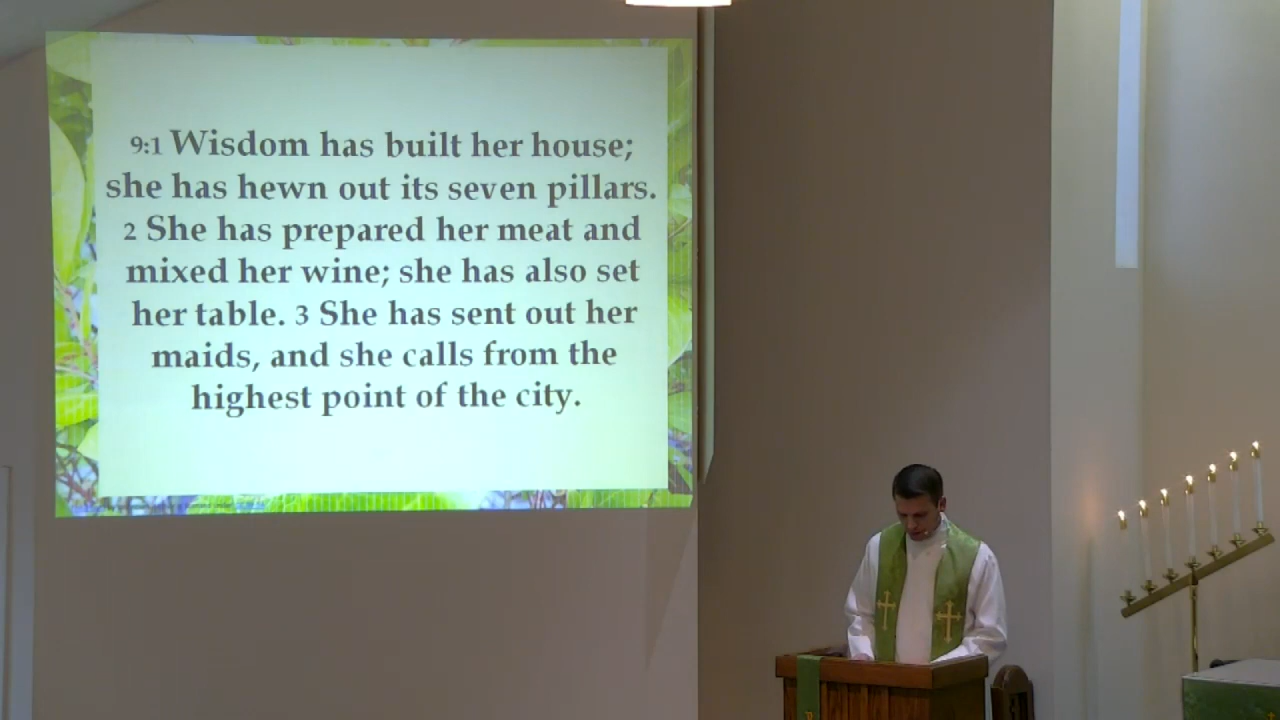 9:1 Wisdom has built her house;
she has hewn out its seven pillars.
2 She has prepared her meat and
mixed her wine; she has also set
her table. 3 She has sent out her
maids, and she calls from the
highest point of the city.